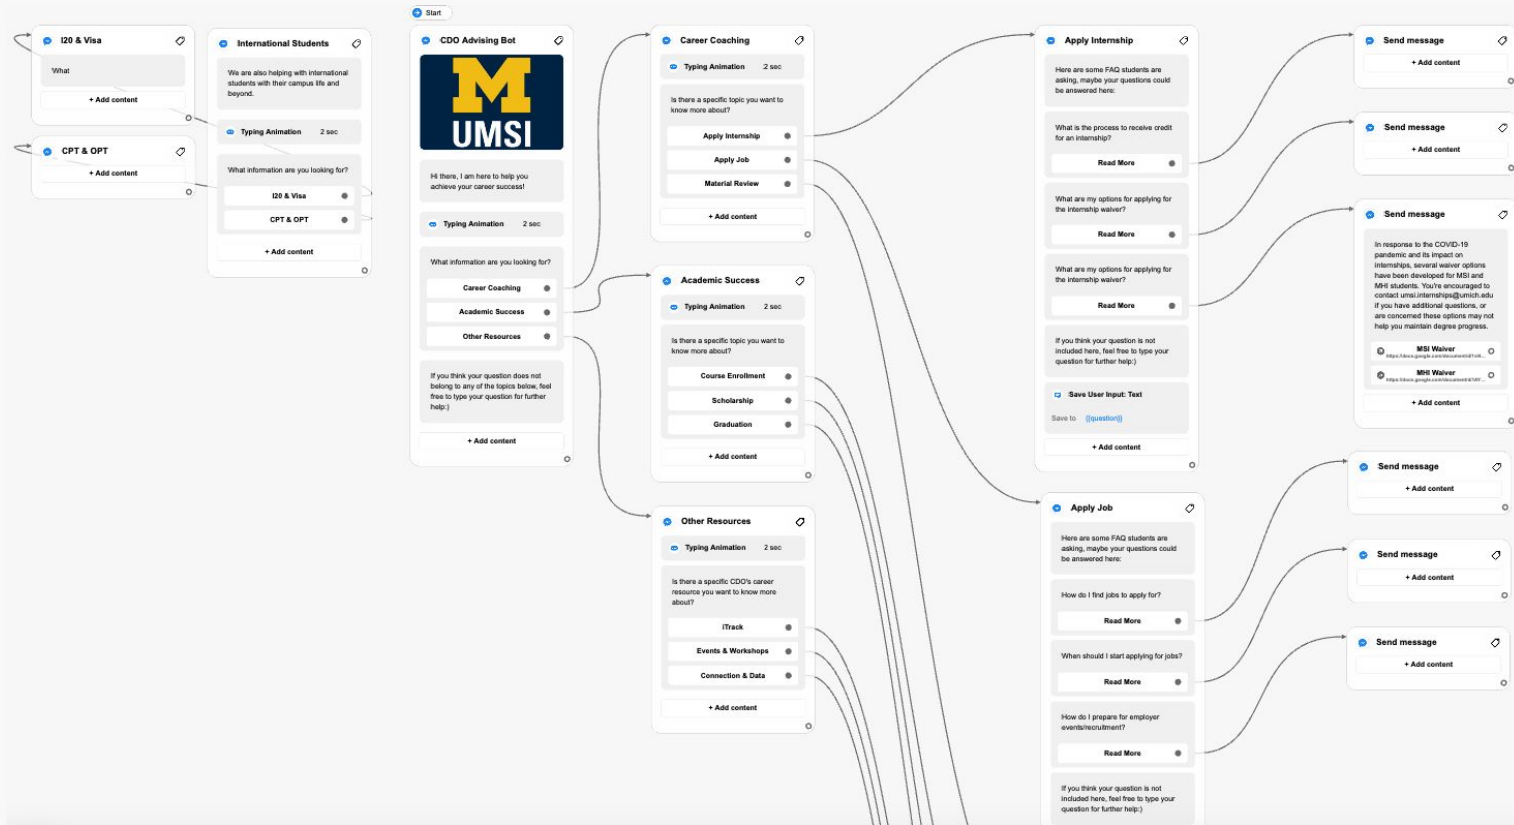 Start
I20 & Visa
'What
+ Add content
CPT & OPT
+ Add content
International Students
We are also helping with international
students with their campus life and
beyond.
Typing Animation 2 sec
What information are you looking for?
I20 & Visa
CPT & OPT
+ Add content
CDO Advising Bot
M
UMSI
Hi there, I am here to help you
achieve your career success!
Typing Animation 2 sec
What information are you looking for?
Career Coaching
Academic Success
Other Resources
If you think your question does not
belong to any of the topics below, feel
free to type your question for further
help:)
+ Add content
Career Coaching
Typing Animation 2 sec
Is there a specific topic you want to
know more about?
Apply Internship
Apply Job
Material Review
+ Add content
Academic Success
Typing Animation 2 sec
Is there a specific topic you want to
know more about?
Course Enrollment
Scholarship
Graduation
+ Add content
Other Resources
Typing Animation 2 sec
Is there a specific CDO's career
resource you want to know more
about?
iTrack
Events & Workshops
Connection & Data
+ Add content
Apply Internship
Here are some FAQ students are
asking, maybe your questions could
be answered here:
What is the process to receive credit
for an internship?
Read More
What are my options for applying for
the internship waiver?
Read More
What are my options for applying for
the internship waiver?
Read More
If you think your question is not
included here, feel free to type your
question for further help:)
Save User Input: Text
Save to {{question}}
+ Add content
Apply Job
Here are some FAQ students are
asking, maybe your questions could
be answered here:
How do I find jobs to apply for?
Read More
When should I start applying for jobs?
Read More
How do I prepare for employer
events/recruitment?
Read More
If you think your question is not
included here, feel free to type your
question for further help:)
Send message
+ Add content
Send message
+ Add content
Send message
In response to the COVID-19
pandemic and its impact on
internships, several waiver options
have been developed for MSI and
MHI students. You're encouraged to
contact umsi.internships@umich.edu
if you have additional questions, or
are concerned these options may not
help you maintain degree progress.
MSI Waiver
MHI Waiver
+ Add content
Send message
+ Add content
Send message
+ Add content
Send message
+ Add content